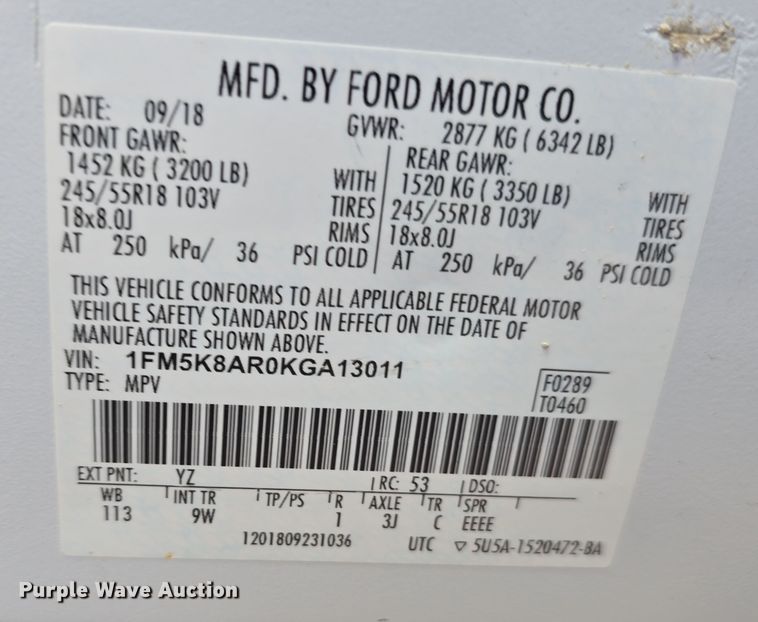 MFD. BY FORD MOTOR CO.
DATE: 09/18 GVWR: 2877 KG ( 6342 LB)
FRONT GAWR: REAR GAWR:
1452 KG ( 3200 LB) WITH 1520 KG ( 3350 LB) WITH
245/55R18 103V TIRES 245/55R18 103V TIRES
18x8.0J RIMS 18x8.0J RIMS
AT 250 kPa/ 36 PSI COLD AT 250 kPa/ 36 PSI COLD
THIS VEHICLE CONFORMS TO ALL APPLICABLE FEDERAL MOTOR
VEHICLE SAFETY STANDARDS IN EFFECT ON THE DATE OF
MANUFACTURE SHOWN ABOVE.
VIN: 1FM5K8AR0KGA13011
TYPE: MPV
F0289
T0460
EXT PNT: YZ RC: 53 DSO:
WB INT TR TP/PS R AXLE TR SPR
113 9W 1 3J C EEEE
1201809231036 UTC ▽ 5U5A-1520472-BA
Purple Wave Auction